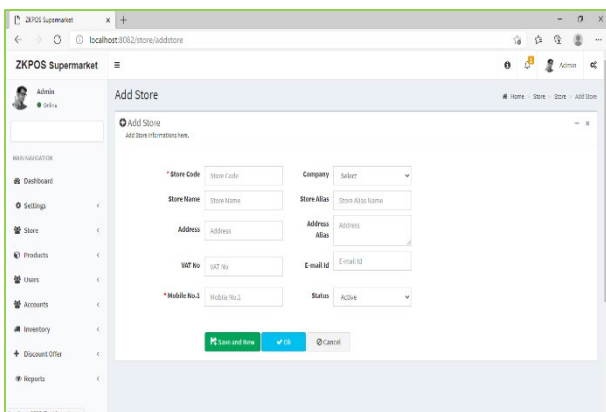 ZKPOS Supermarket
localhost:8082/store/addstore
ZKPOS Supermarket
Admin
Admin
Online
Add Store
Home > Store > Store > Add Store
Add Store
Add Store Informations here.
MAIN NAVIGATION
Dashboard
Settings
Store
Products
Users
Accounts
Inventory
Discount Offer
Reports
* Store Code Store Code Company Select
Store Name Store Name Store Alias Store Alias Name
Address Address Address Alias Address
VAT No VAT No E-mail Id E-mail Id
* Mobile No.1 Mobile No.1 Status Active
Save and New Ok Cancel